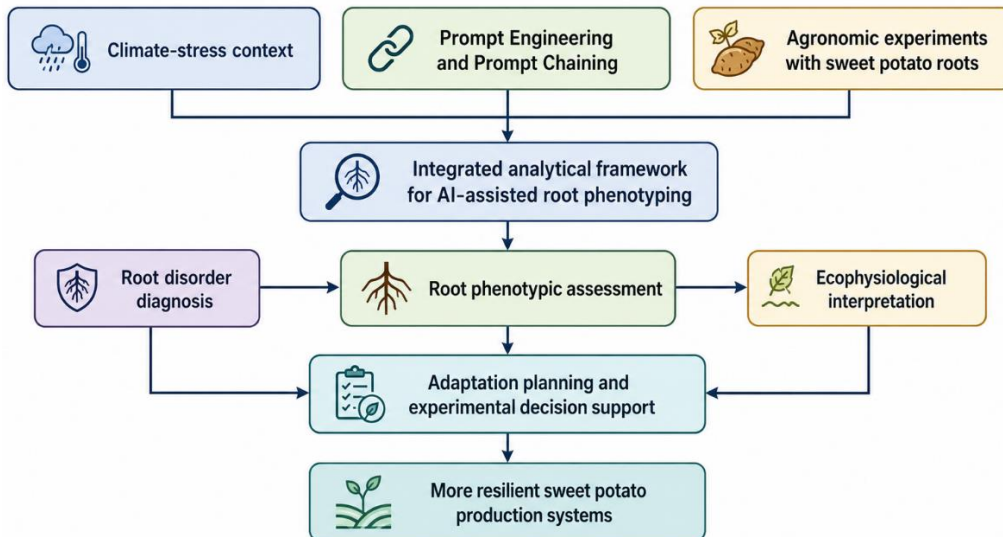 Climate-stress context
Prompt Engineering
and Prompt Chaining
Agronomic experiments
with sweet potato roots
Integrated analytical framework
for AI-assisted root phenotyping
Root disorder
diagnosis
Root phenotypic assessment
Ecophysiological
interpretation
Adaptation planning and
experimental decision support
More resilient sweet potato
production systems